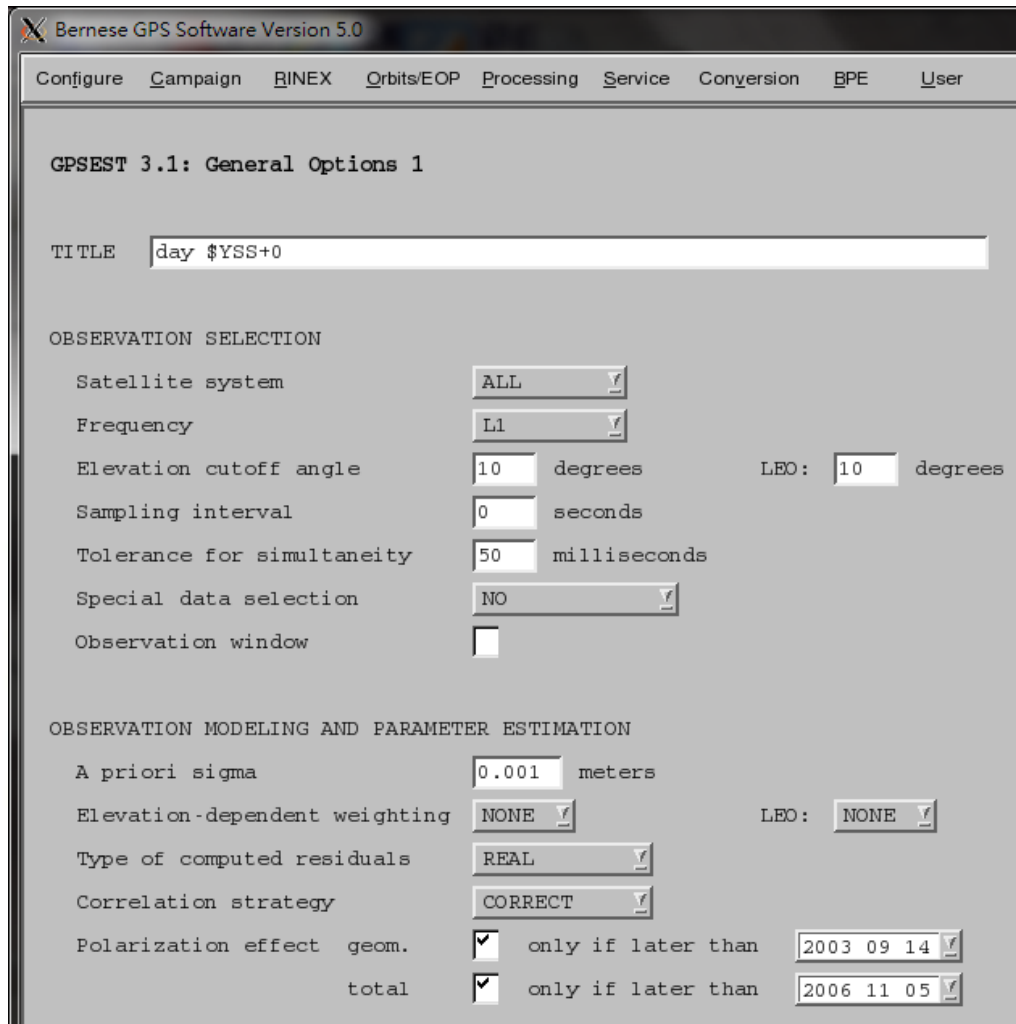 Bernese GPS Software Version 5.0
Configure Campaign RINEX Orbits/EOP Processing Service Conversion BPE User
GPSEST 3.1: General Options 1
TITLE day $YSS+0
OBSERVATION SELECTION
Satellite system ALL
Frequency L1
Elevation cutoff angle 10 degrees LEO: 10 degrees
Sampling interval 0 seconds
Tolerance for simultaneity 50 milliseconds
Special data selection NO
Observation window
OBSERVATION MODELING AND PARAMETER ESTIMATION
A priori sigma 0.001 meters
Elevation-dependent weighting NONE LEO: NONE
Type of computed residuals REAL
Correlation strategy CORRECT
Polarization effect geom. only if later than 2003 09 14
total only if later than 2006 11 05